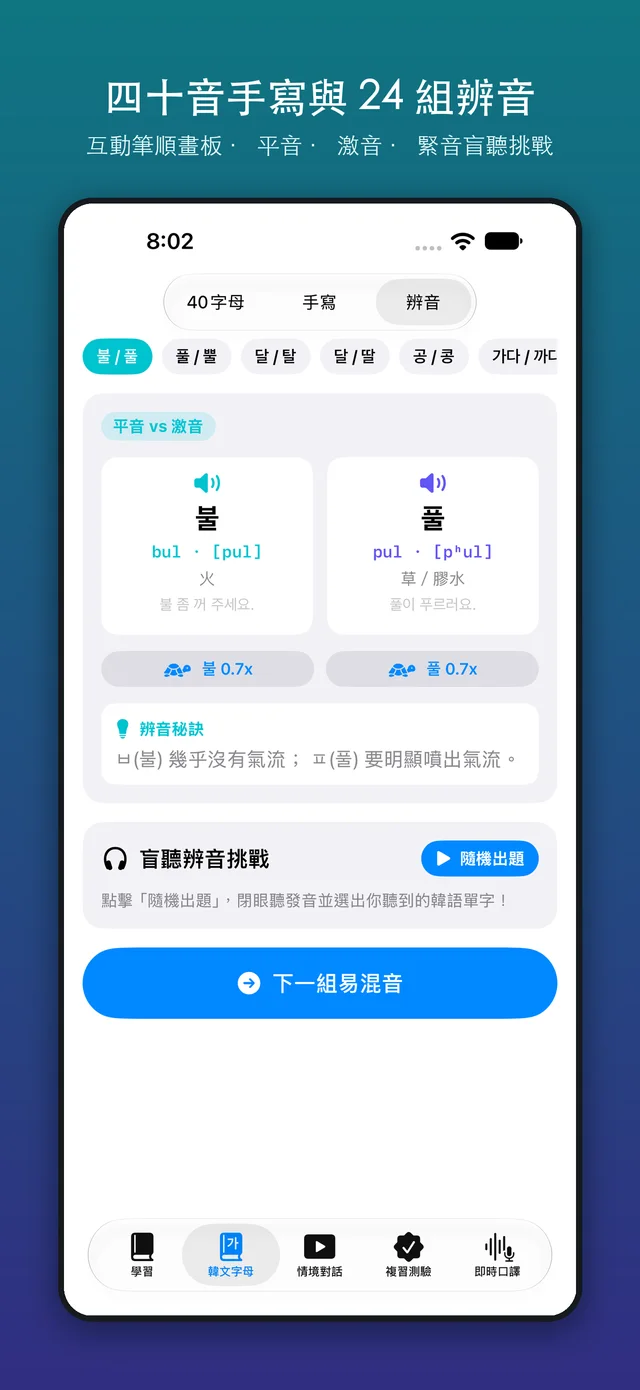 四十音手寫與 24 組辨音
互動筆順畫板· 平音· 激音· 緊音盲聽挑戰
8:02
40字母 手寫 辨音
불 / 풀 풀 / 뿔 달 / 탈 달 / 딸 공 / 콩 가다 / 까다
平音 vs 激音
불 풀
bul · [pul] pul · [pʰul]
火 草 / 膠水
불 좀 꺼 주세요. 풀이 푸르러요.
불 0.7x 풀 0.7x
辨音秘訣
ㅂ(불) 幾乎沒有氣流； ㅍ(풀) 要明顯噴出氣流。
盲聽辨音挑戰 隨機出題
點擊「隨機出題」，閉眼聽發音並選出你聽到的韓語單字！
下一組易混音
가
學習 韓文字母 情境對話 複習測驗 即時口譯